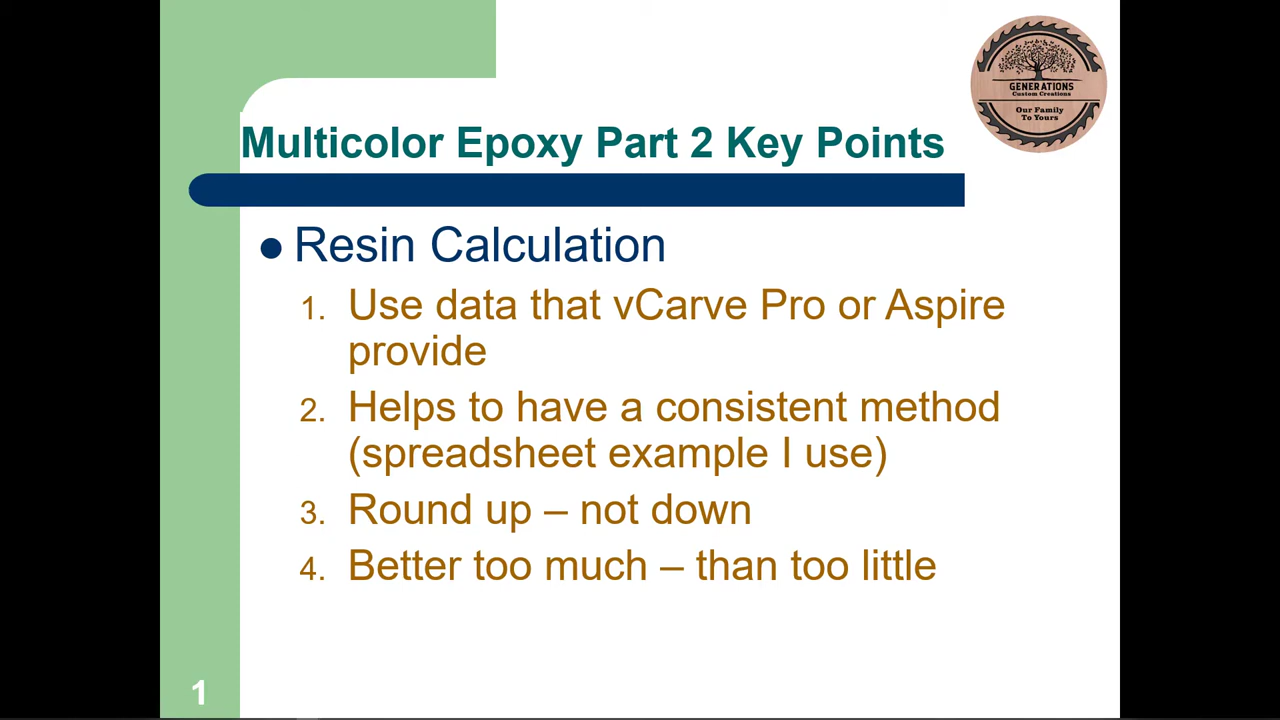 GENERATIONS
Custom Creations
Our Family
To Yours
Multicolor Epoxy Part 2 Key Points
● Resin Calculation
1. Use data that vCarve Pro or Aspire
provide
2. Helps to have a consistent method
(spreadsheet example I use)
3. Round up – not down
4. Better too much – than too little
1